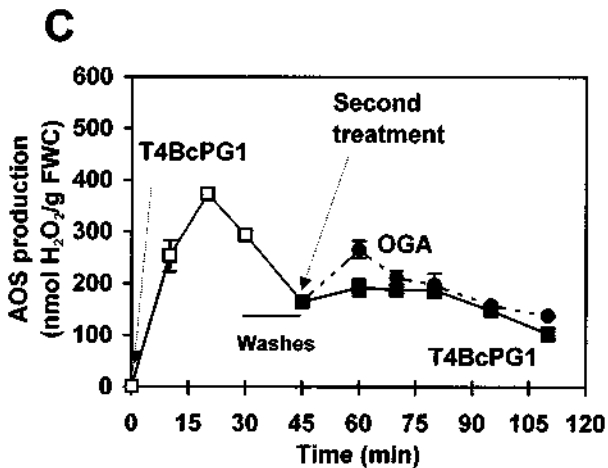 C
600
500
400
300
200
100
0
AOS production
(nmol H₂O₂/g FWC)
T4BcPG1
Second
treatment
OGA
Washes
T4BcPG1
0 15 30 45 60 75 90 105 120
Time (min)